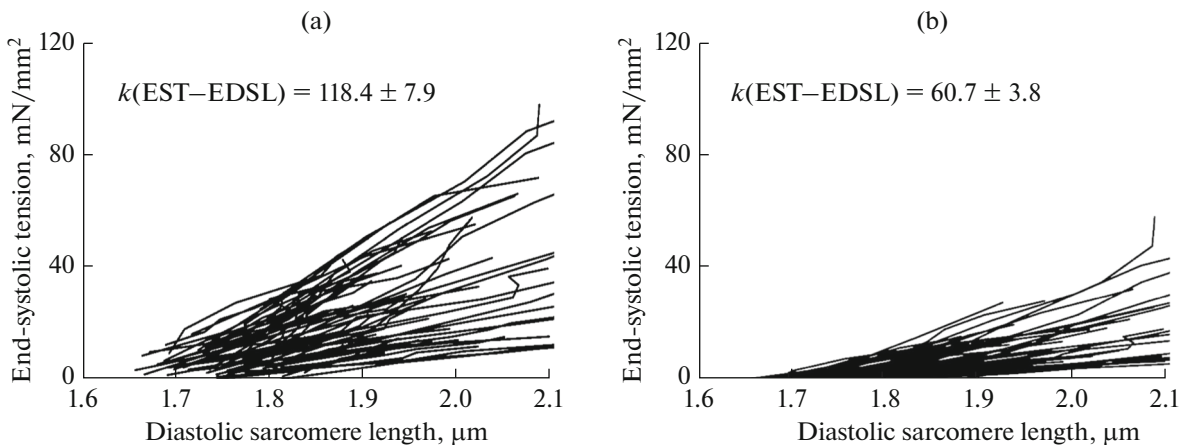 (a)
End-systolic tension, mN/mm²
120
80
40
0
k(EST–EDSL) = 118.4 ± 7.9
1.6 1.7 1.8 1.9 2.0 2.1
Diastolic sarcomere length, μm
(b)
End-systolic tension, mN/mm²
120
80
40
0
k(EST–EDSL) = 60.7 ± 3.8
1.6 1.7 1.8 1.9 2.0 2.1
Diastolic sarcomere length, μm